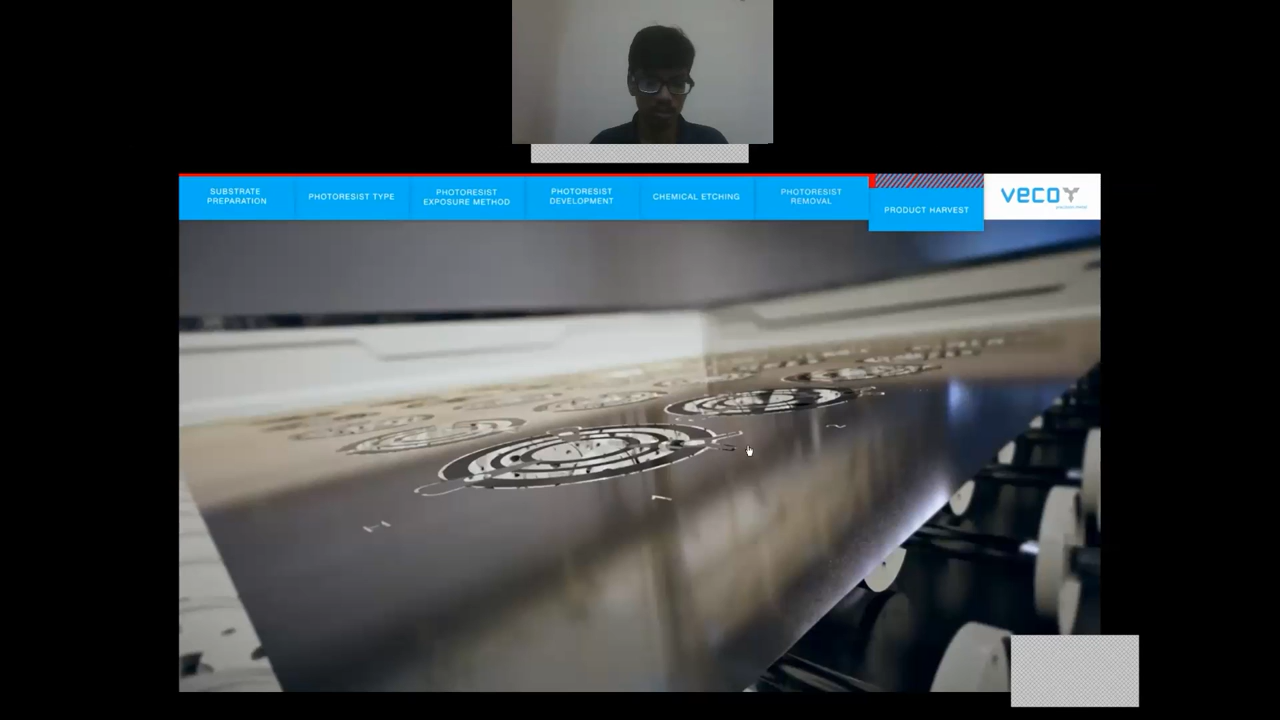 SUBSTRATE
PREPARATION
PHOTORESIST TYPE
PHOTORESIST
EXPOSURE METHOD
PHOTORESIST
DEVELOPMENT
CHEMICAL ETCHING
PHOTORESIST
REMOVAL
PRODUCT HARVEST
veco